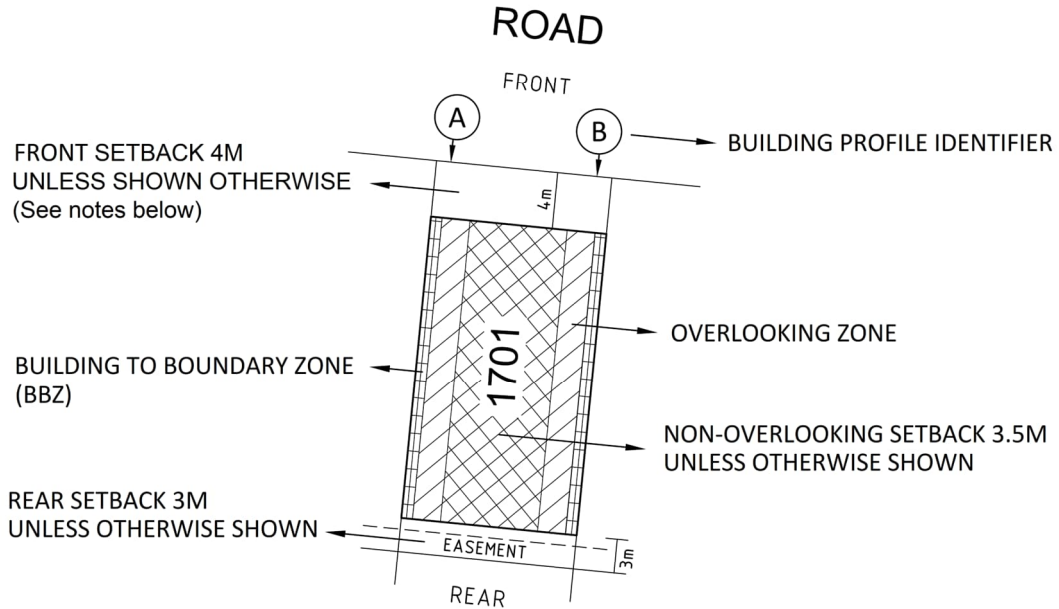 ROAD
FRONT
A
B
BUILDING PROFILE IDENTIFIER
FRONT SETBACK 4M
UNLESS SHOWN OTHERWISE
(See notes below)
4m
OVERLOOKING ZONE
1701
BUILDING TO BOUNDARY ZONE
(BBZ)
NON-OVERLOOKING SETBACK 3.5M
UNLESS OTHERWISE SHOWN
REAR SETBACK 3M
UNLESS OTHERWISE SHOWN
EASEMENT
3m
REAR